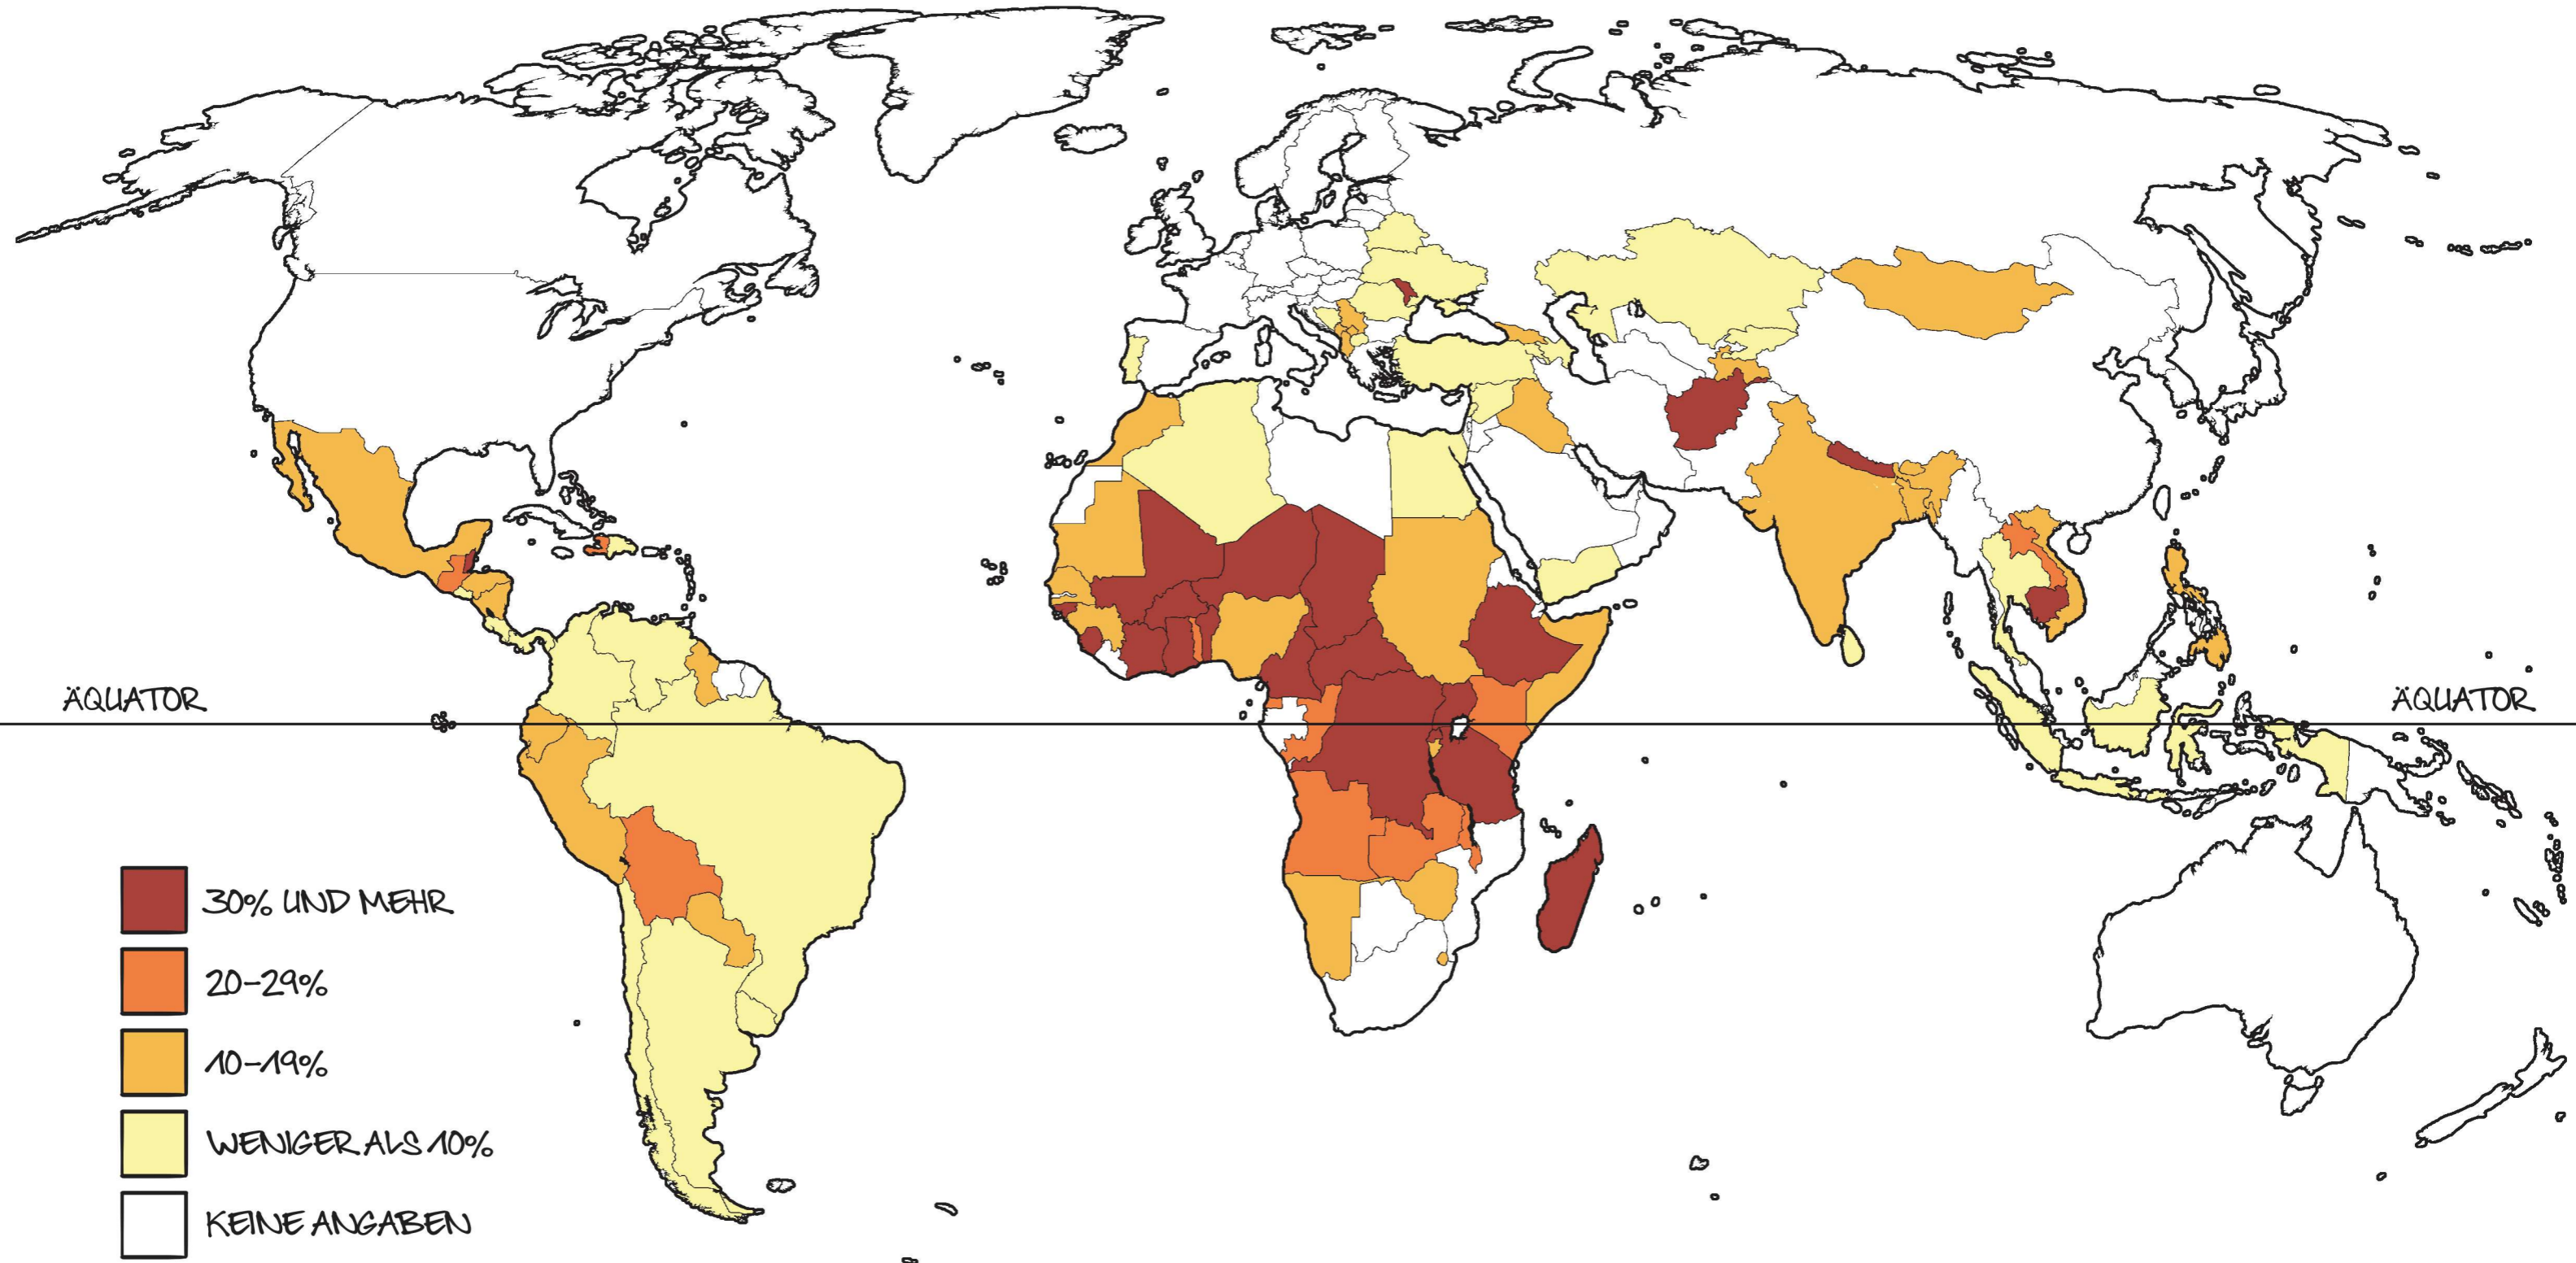 ÄQUATOR
ÄQUATOR
30% UND MEHR
20-29%
10-19%
WENIGER ALS 10%
KEINE ANGABEN